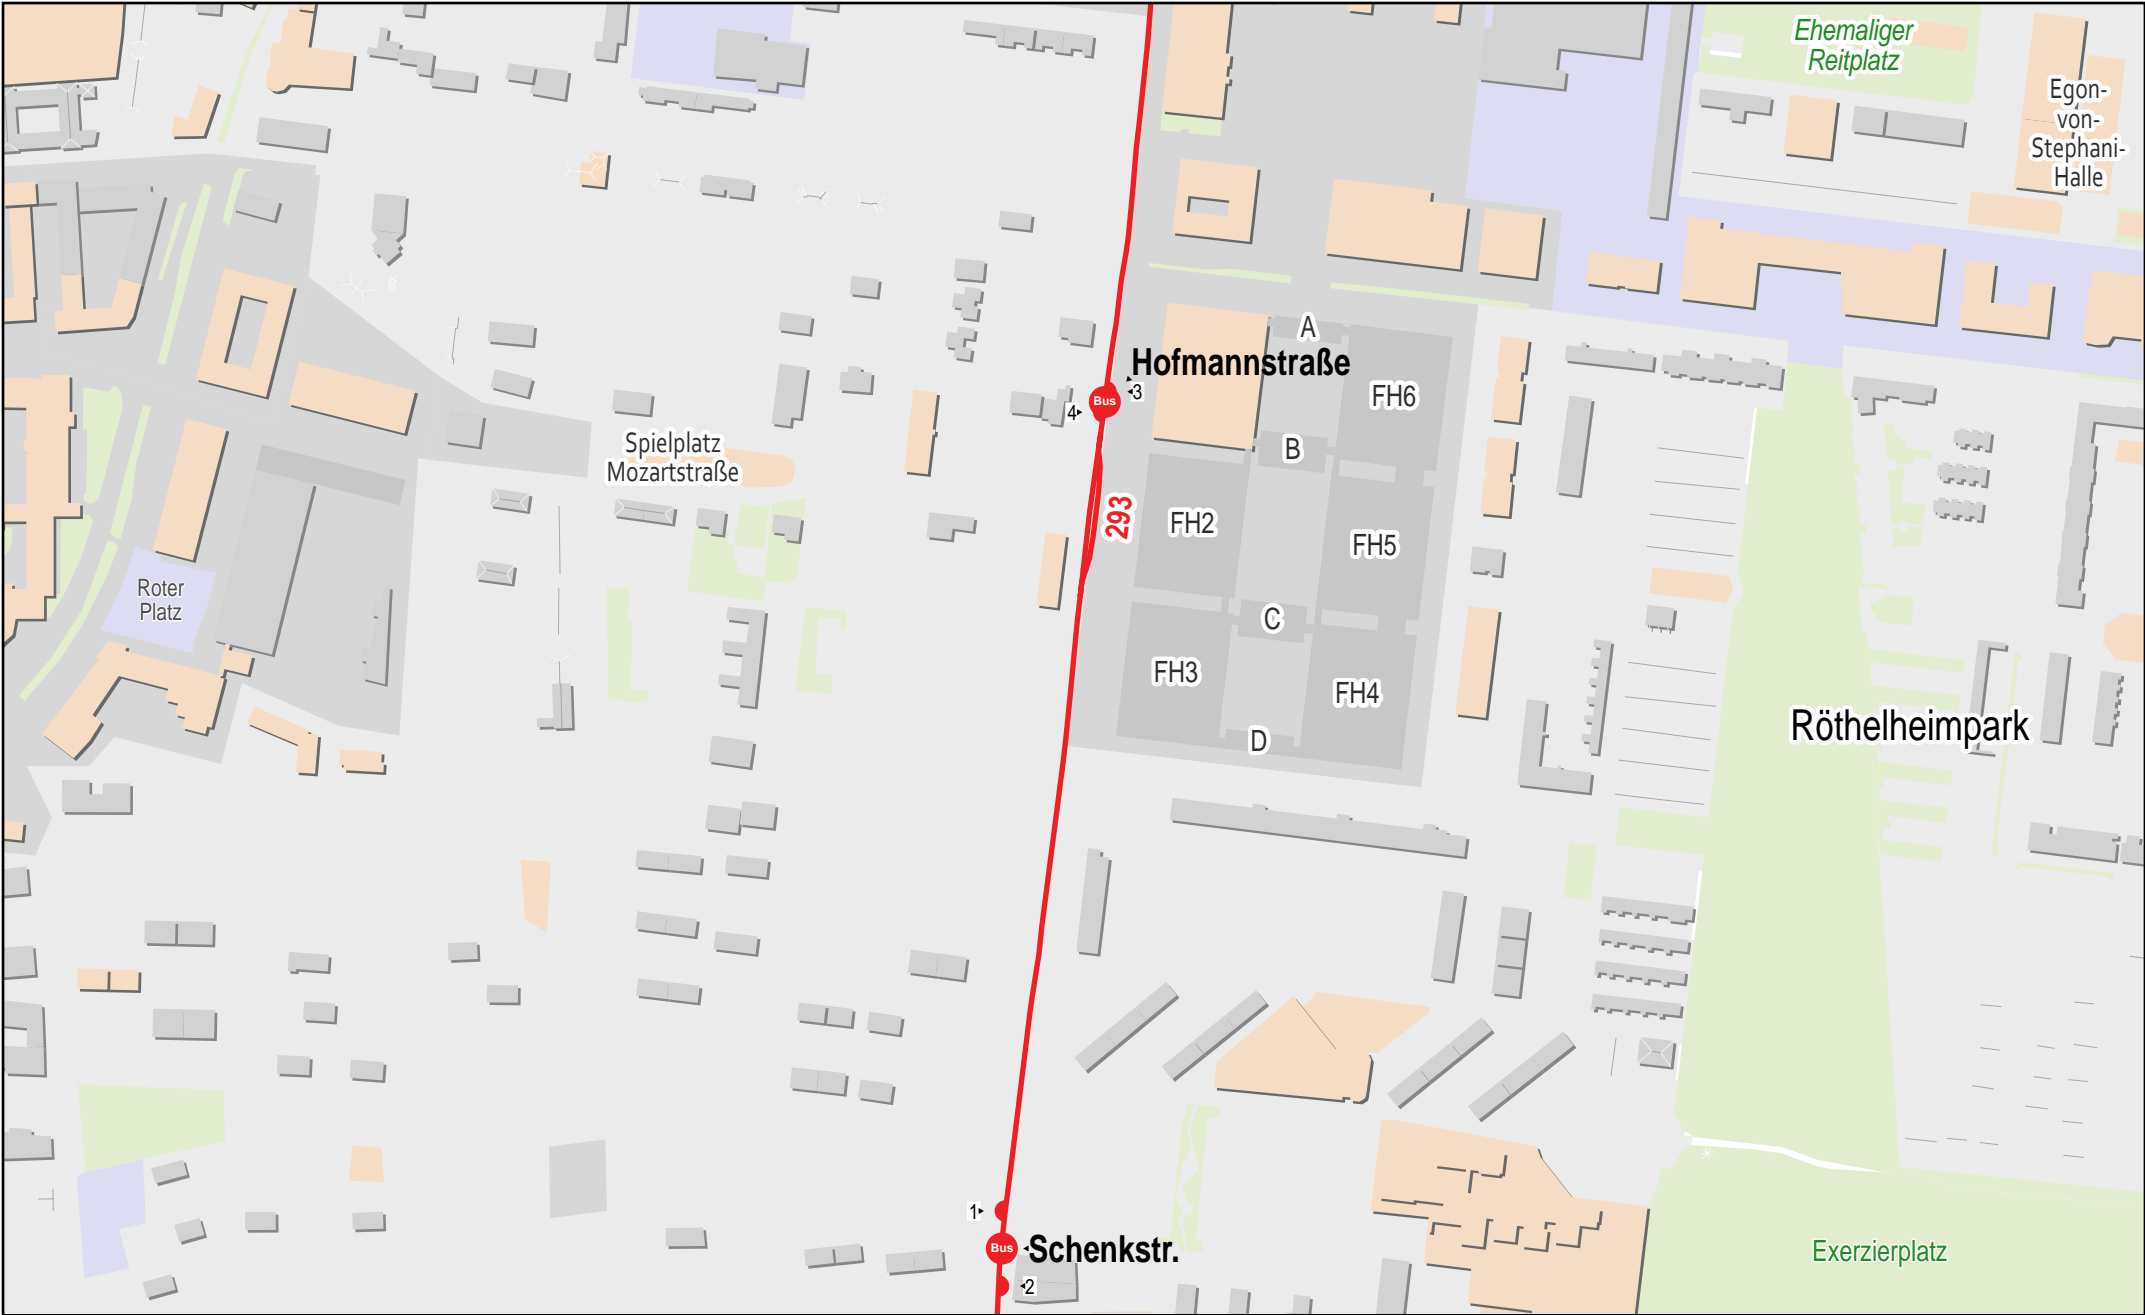 Ehemaliger
Reitplatz
Egon-
von-
Stephani-
Halle
A
Hofmannstraße
3
Bus
4
FH6
B
Spielplatz
Mozartstraße
293
FH2
FH5
Roter
Platz
C
FH3
FH4
D
Röthelheimpark
1
Bus
Schenkstr.
2
Exerzierplatz